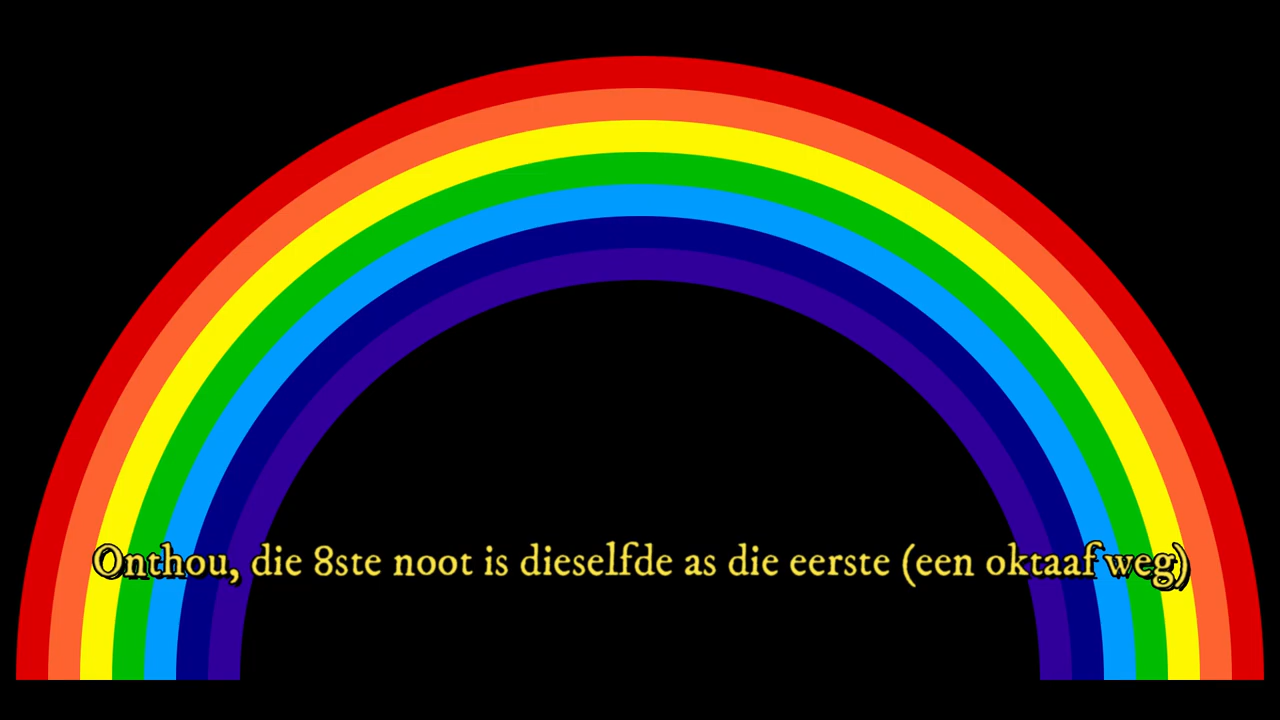 Onthou, die 8ste noot is dieselfde as die eerste (een oktaaf weg)